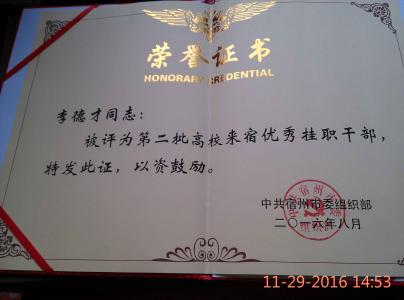 荣誉证书
HONORARY CREDENTIAL
李德才同志：
被评为第二批高校来宿优秀挂职干部，
特发此证，以资鼓励。
中共宿州市委组织部
二〇一六年八月
11-29-2016 14:53